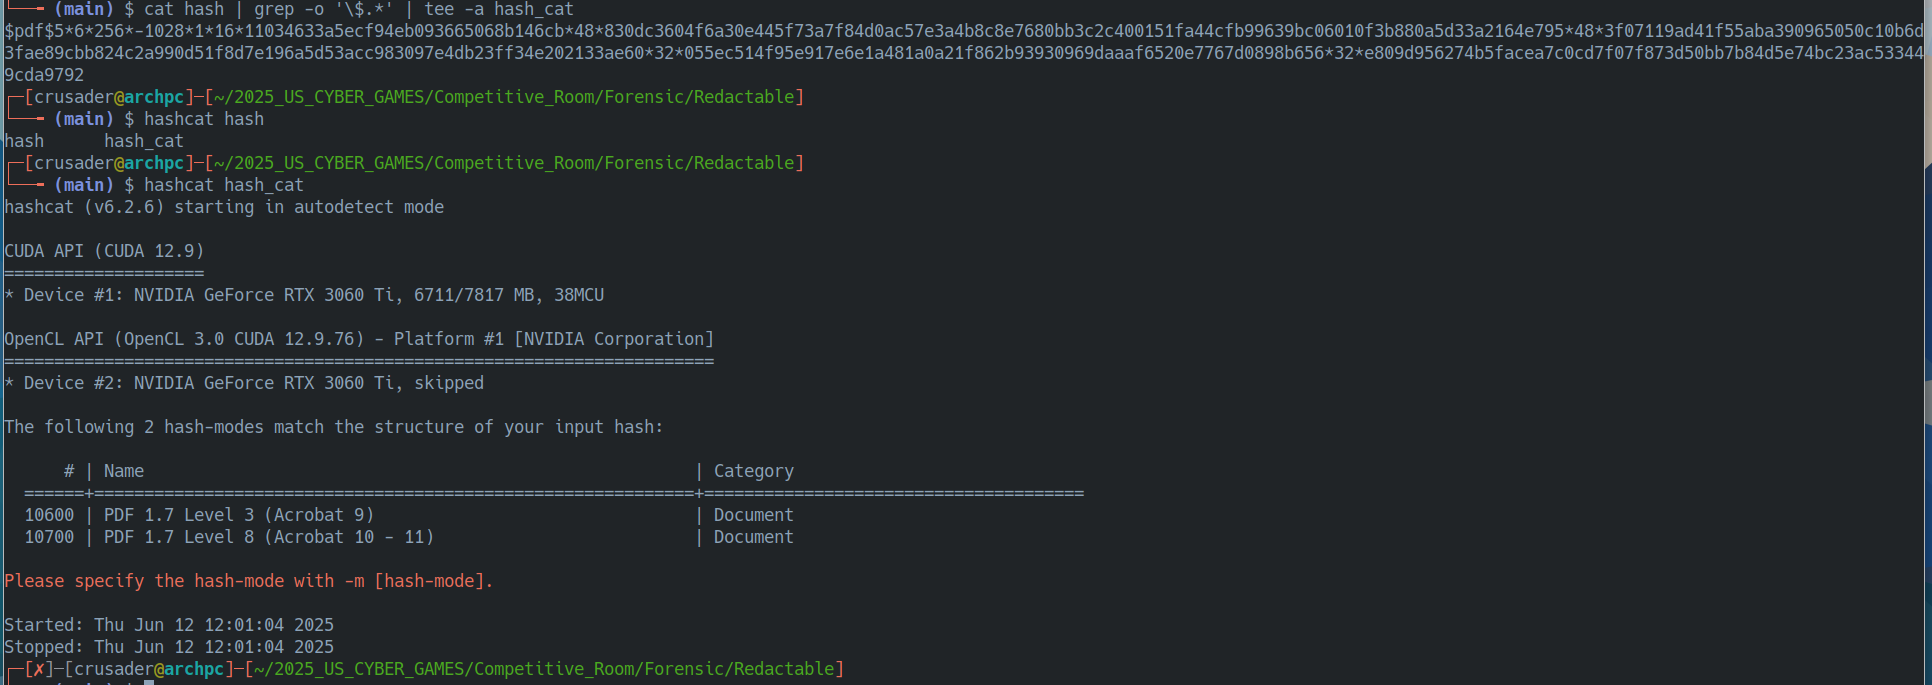 (main) $ cat hash | grep -o '\$.*' | tee -a hash_cat
$pdf$5*6*256*-1028*1*16*11034633a5ecf94eb093665068b146cb*48*830dc3604f6a30e445f73a7f84d0ac57e3a4b8c8e7680bb3c2c400151fa44cfb99639bc06010f3b880a5d33a2164e795*48*3f07119ad41f55aba390965050c10b6d
3fae89cbb824c2a990d51f8d7e196a5d53acc983097e4db23ff34e202133ae60*32*055ec514f95e917e6e1a481a0a21f862b93930969daaaf6520e7767d0898b656*32*e809d956274b5facea7c0cd7f07f873d50bb7b84d5e74bc23ac53344
9cda9792
[crusader@archpc]─[~/2025_US_CYBER_GAMES/Competitive_Room/Forensic/Redactable]
(main) $ hashcat hash
hash      hash_cat
[crusader@archpc]─[~/2025_US_CYBER_GAMES/Competitive_Room/Forensic/Redactable]
(main) $ hashcat hash_cat
hashcat (v6.2.6) starting in autodetect mode
CUDA API (CUDA 12.9)
====================
* Device #1: NVIDIA GeForce RTX 3060 Ti, 6711/7817 MB, 38MCU
OpenCL API (OpenCL 3.0 CUDA 12.9.76) - Platform #1 [NVIDIA Corporation]
=======================================================================
* Device #2: NVIDIA GeForce RTX 3060 Ti, skipped
The following 2 hash-modes match the structure of your input hash:
      # | Name                                                       | Category
  ======+============================================================+======================================
  10600 | PDF 1.7 Level 3 (Acrobat 9)                                | Document
  10700 | PDF 1.7 Level 8 (Acrobat 10 - 11)                          | Document
Please specify the hash-mode with -m [hash-mode].
Started: Thu Jun 12 12:01:04 2025
Stopped: Thu Jun 12 12:01:04 2025
[✗]─[crusader@archpc]─[~/2025_US_CYBER_GAMES/Competitive_Room/Forensic/Redactable]